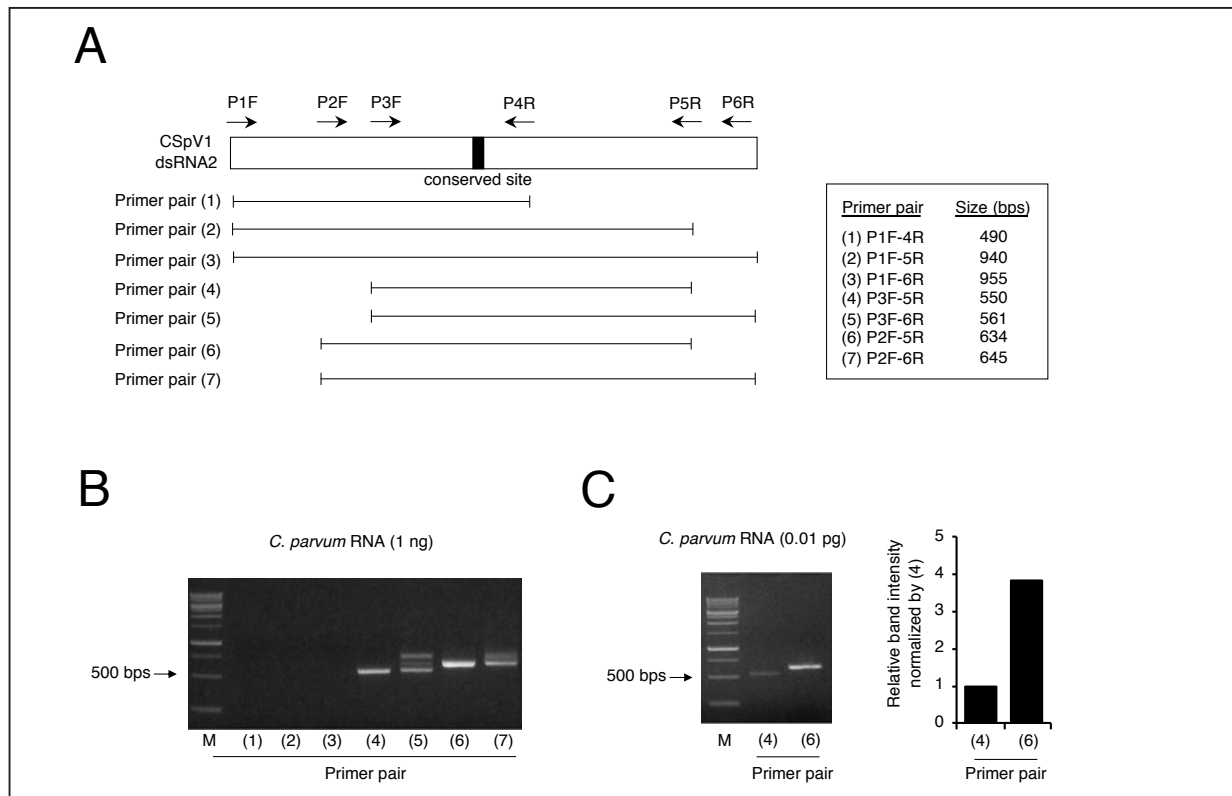 A
P1F P2F P3F P4R P5R P6R
CSpV1
dsRNA2
conserved site
Primer pair (1)
Primer pair (2)
Primer pair (3)
Primer pair (4)
Primer pair (5)
Primer pair (6)
Primer pair (7)
Primer pair Size (bps)
(1) P1F-4R 490
(2) P1F-5R 940
(3) P1F-6R 955
(4) P3F-5R 550
(5) P3F-6R 561
(6) P2F-5R 634
(7) P2F-6R 645
B
C. parvum RNA (1 ng)
500 bps
M (1) (2) (3) (4) (5) (6) (7)
Primer pair
C
C. parvum RNA (0.01 pg)
500 bps
M (4) (6)
Primer pair
Relative band intensity
normalized by (4)
5
4
3
2
1
0
(4) (6)
Primer pair